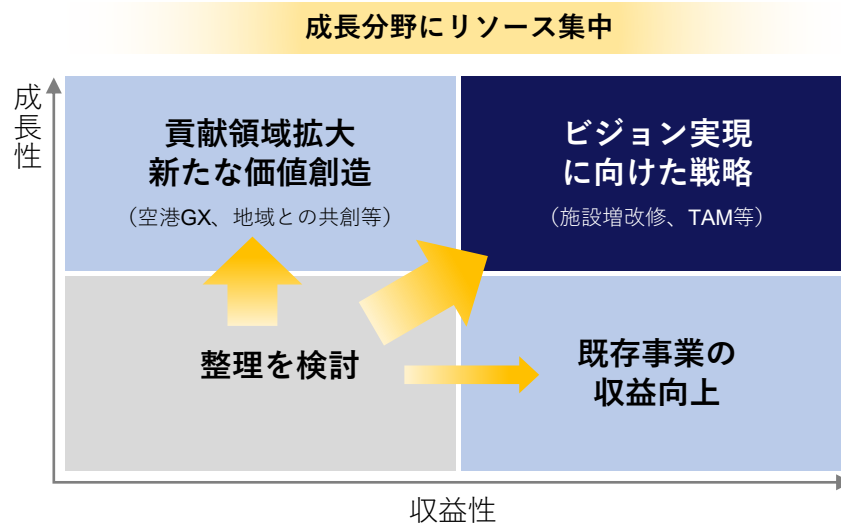 成長分野にリソース集中
成長性
貢献領域拡大
新たな価値創造
（空港GX、地域との共創等）
ビジョン実現
に向けた戦略
（施設増改修、TAM等）
整理を検討
既存事業の
収益向上
収益性